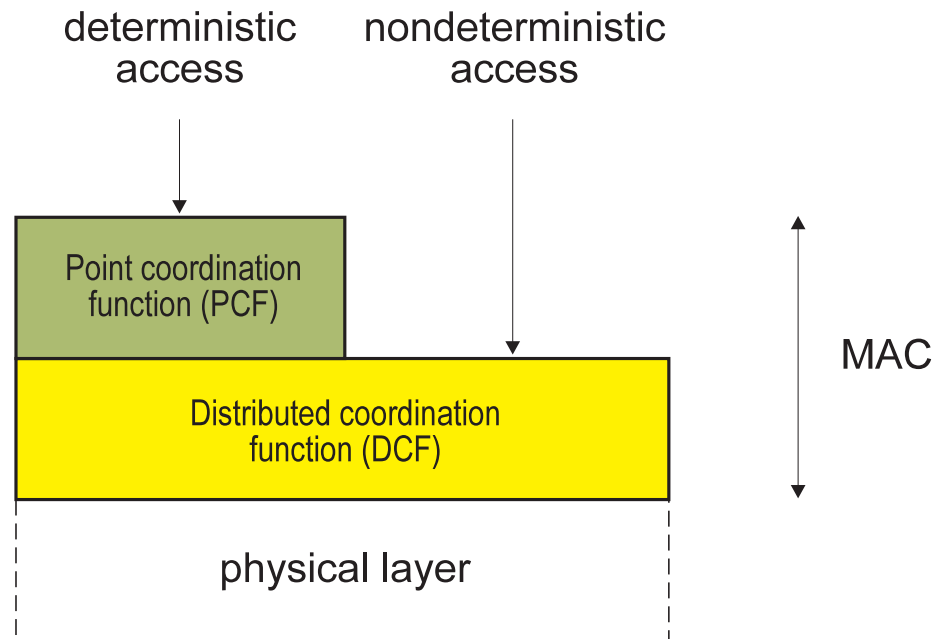 deterministic
access
nondeterministic
access
Point coordination
function (PCF)
MAC
Distributed coordination
function (DCF)
physical layer